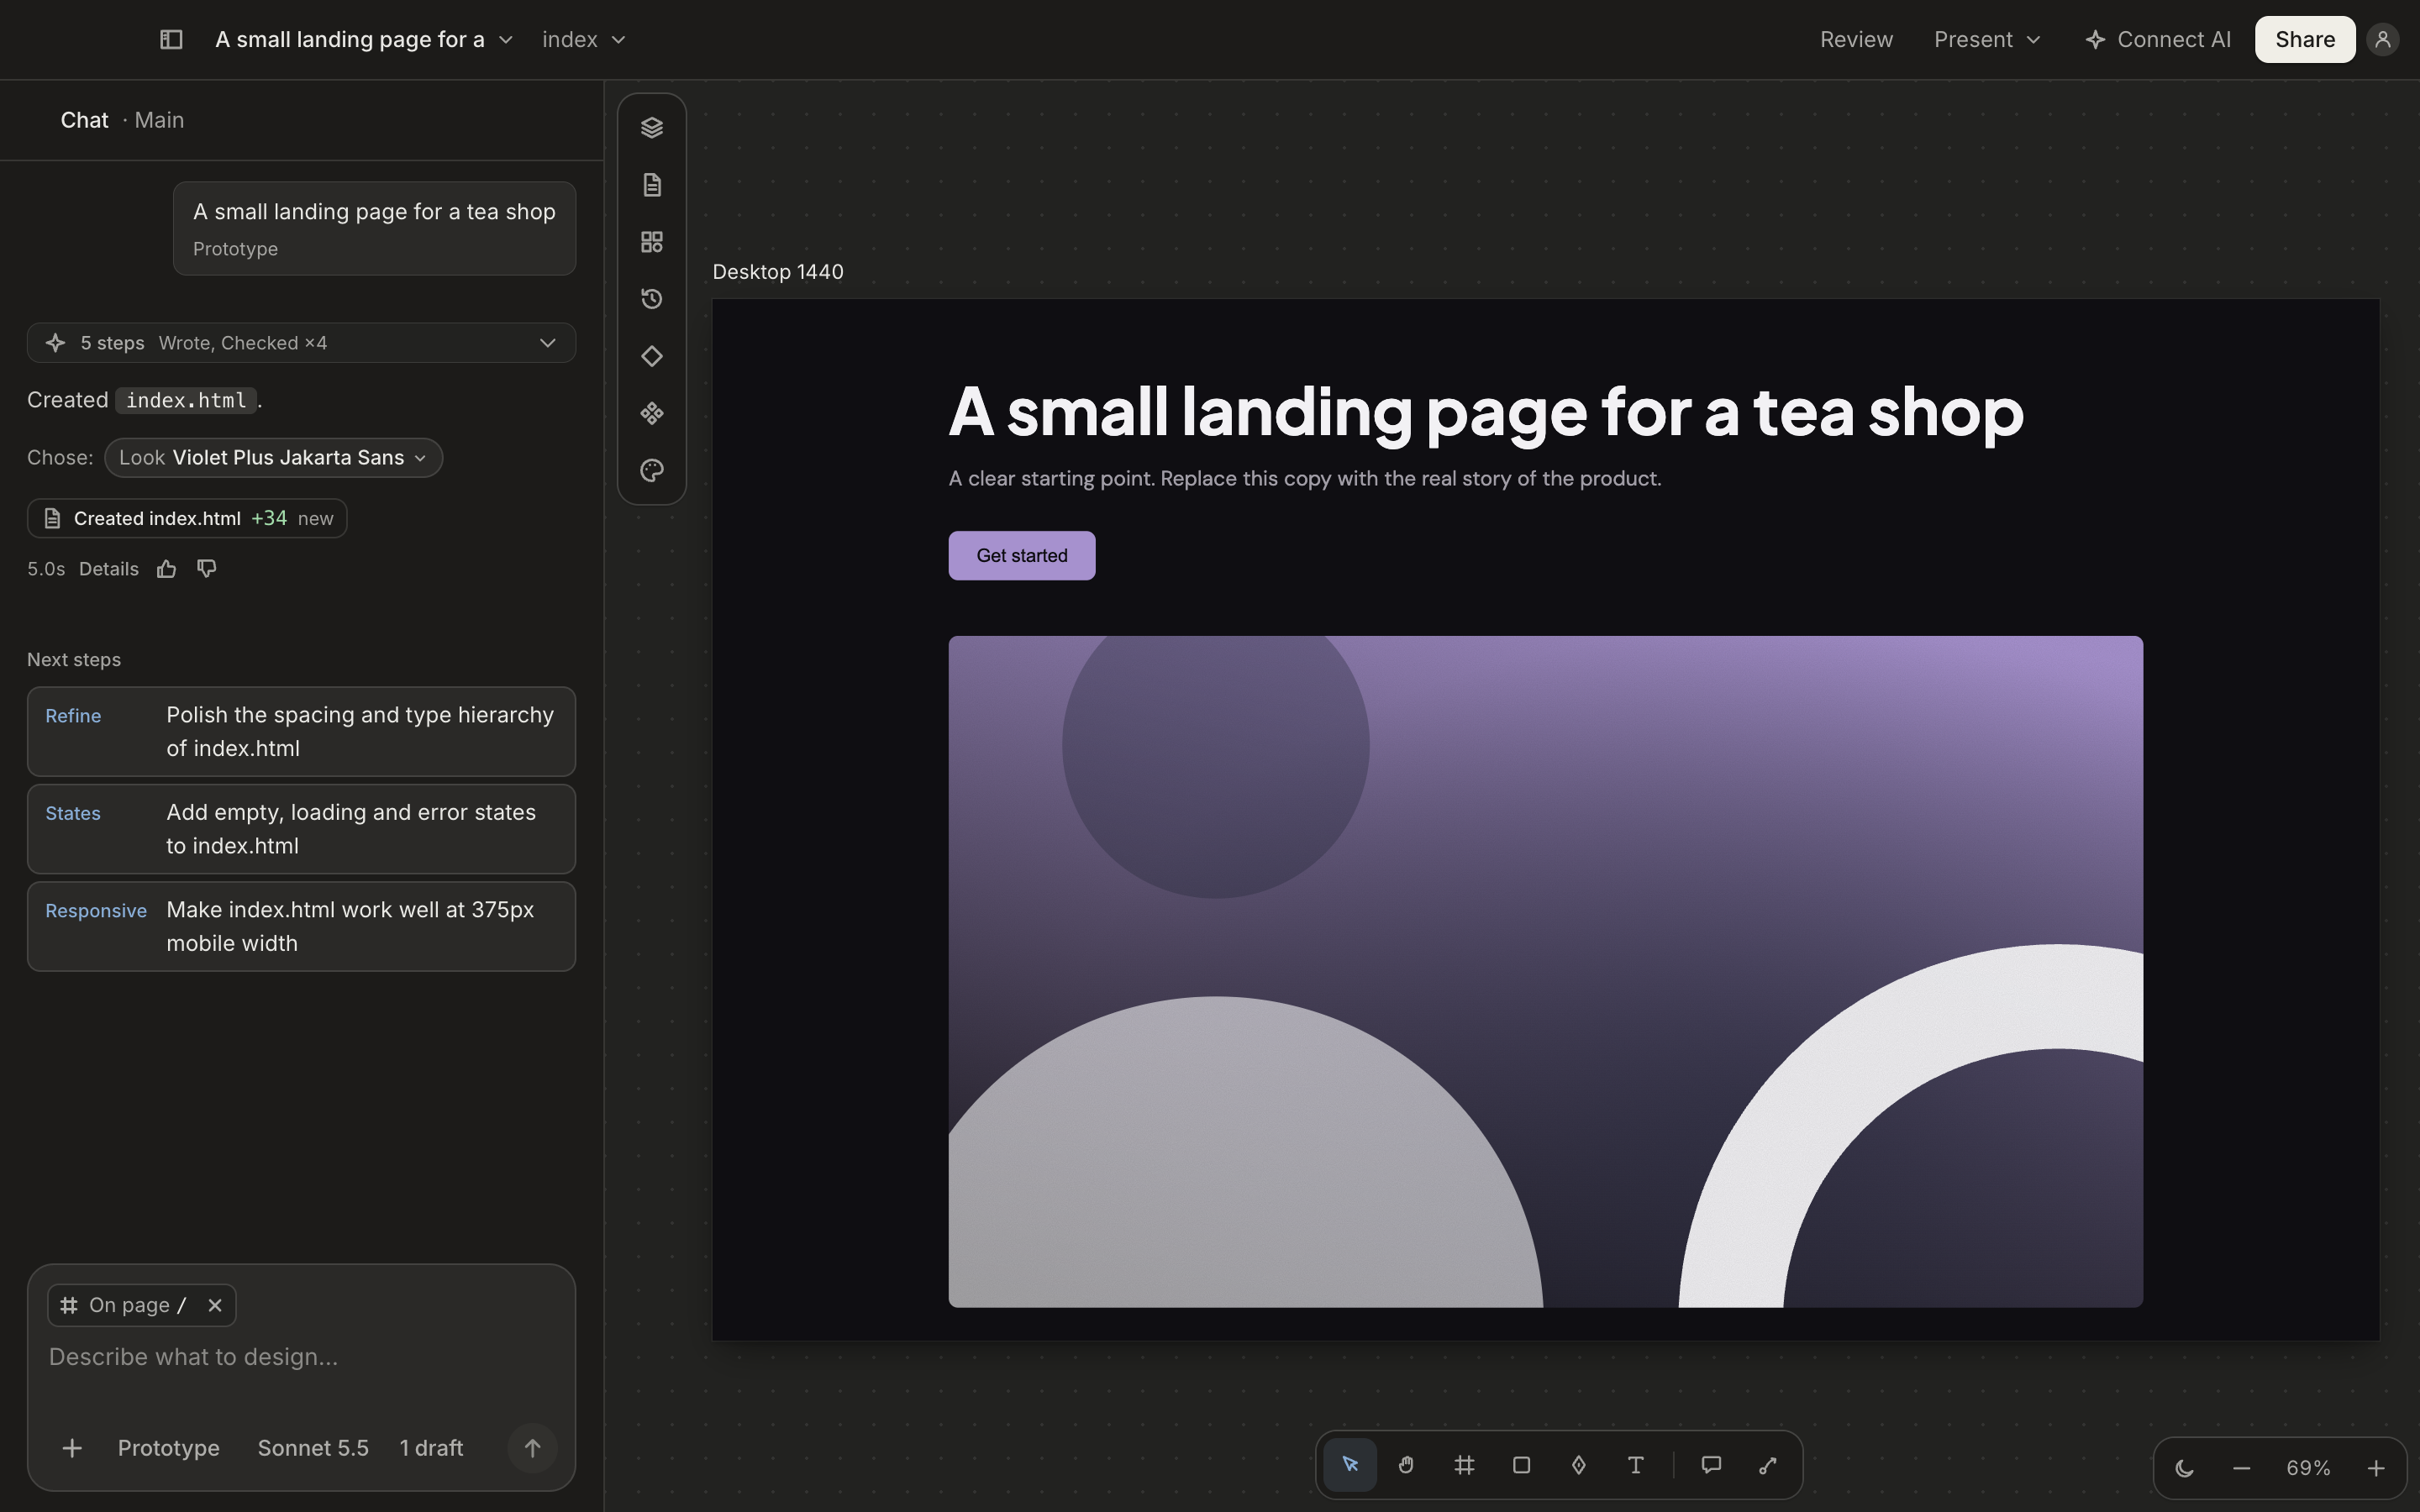 A small landing page for a
index
Review
Present
Connect AI
Share
Chat · Main
A small landing page for a tea shop
Prototype
5 steps Wrote, Checked ×4
Created index.html.
Chose: Look Violet Plus Jakarta Sans
Created index.html +34 new
5.0s Details
Next steps
Refine Polish the spacing and type hierarchy
of index.html
States Add empty, loading and error states
to index.html
Responsive Make index.html work well at 375px
mobile width
On page /
Describe what to design...
Prototype Sonnet 5.5 1 draft
Desktop 1440
A small landing page for a tea shop
A clear starting point. Replace this copy with the real story of the product.
Get started
69%